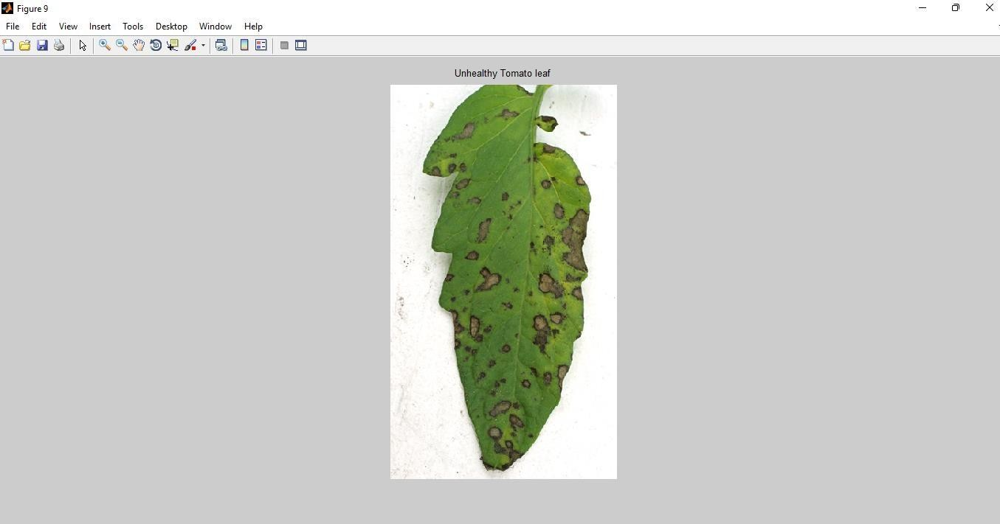 Figure 9
File Edit View Insert Tools Desktop Window Help
Unhealthy Tomato leaf